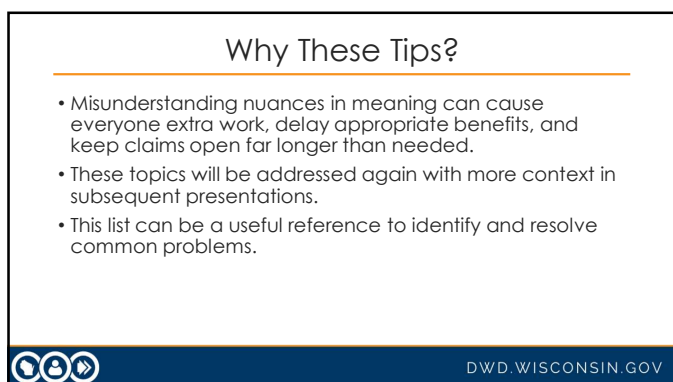 Why These Tips?
• Misunderstanding nuances in meaning can cause
everyone extra work, delay appropriate benefits, and
keep claims open far longer than needed.
• These topics will be addressed again with more context in
subsequent presentations.
• This list can be a useful reference to identify and resolve
common problems.
DWD.WISCONSIN.GOV